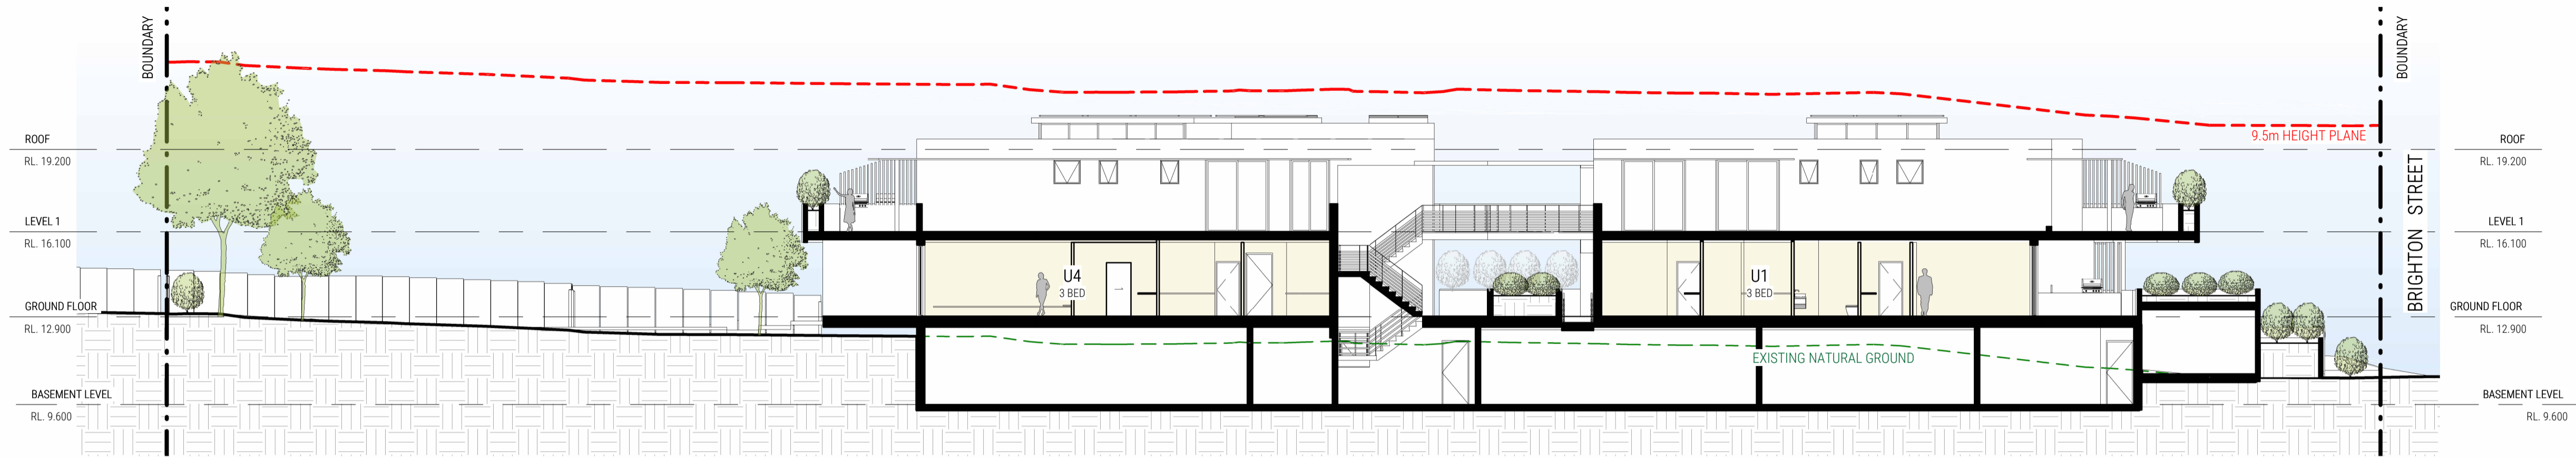 BOUNDARY
BOUNDARY
9.5m HEIGHT PLANE
ROOF
RL. 19.200
ROOF
RL. 19.200
BRIGHTON STREET
LEVEL 1
RL. 16.100
LEVEL 1
RL. 16.100
U4
3 BED
U1
3 BED
GROUND FLOOR
RL. 12.900
GROUND FLOOR
RL. 12.900
EXISTING NATURAL GROUND
BASEMENT LEVEL
RL. 9.600
BASEMENT LEVEL
RL. 9.600